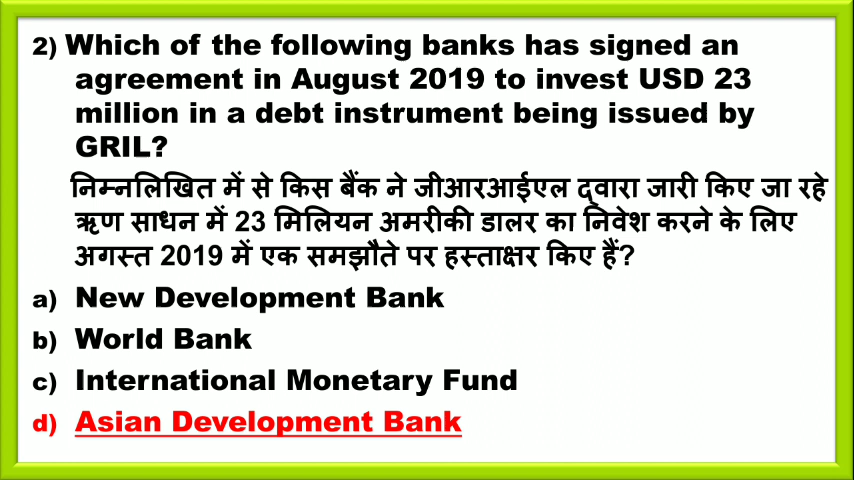 2) Which of the following banks has signed an
agreement in August 2019 to invest USD 23
million in a debt instrument being issued by
GRIL?
निम्नलिखित में से किस बैंक ने जीआरआईएल द्वारा जारी किए जा रहे
ऋण साधन में 23 मिलियन अमरीकी डालर का निवेश करने के लिए
अगस्त 2019 में एक समझौते पर हस्ताक्षर किए हैं?
a) New Development Bank
b) World Bank
c) International Monetary Fund
d) Asian Development Bank